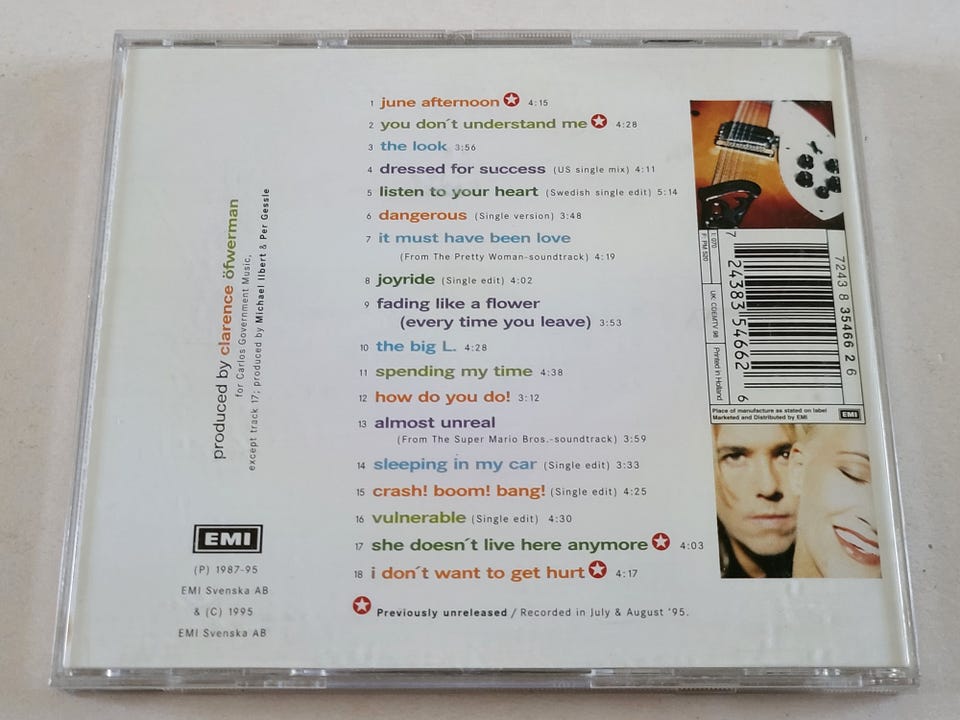 1 june afternoon 4:15
2 you don´t understand me 4:28
3 the look 3:56
4 dressed for success (US single mix) 4:11
5 listen to your heart (Swedish single edit) 5:14
6 dangerous (Single version) 3:48
7 it must have been love
(From The Pretty Woman-soundtrack) 4:19
8 joyride (Single edit) 4:02
9 fading like a flower
(every time you leave) 3:53
10 the big L. 4:28
11 spending my time 4:38
12 how do you do! 3:12
13 almost unreal
(From The Super Mario Bros.-soundtrack) 3:59
14 sleeping in my car (Single edit) 3:33
15 crash! boom! bang! (Single edit) 4:25
16 vulnerable (Single edit) 4:30
17 she doesn´t live here anymore 4:03
18 i don´t want to get hurt 4:17
Previously unreleased / Recorded in July & August '95.
produced by clarence öfwerman
for Carlos Government Music,
except track 17; produced by Michael Ilbert & Per Gessle
EMI
(P) 1987-95
EMI Svenska AB
& (C) 1995
EMI Svenska AB
7243 8 35466 2 6
7 24383 54662 6
I: 070
F: PM 520
UK: CDEMTV 98
Printed in Holland
Place of manufacture as stated on label
Marketed and Distributed by EMI
EMI